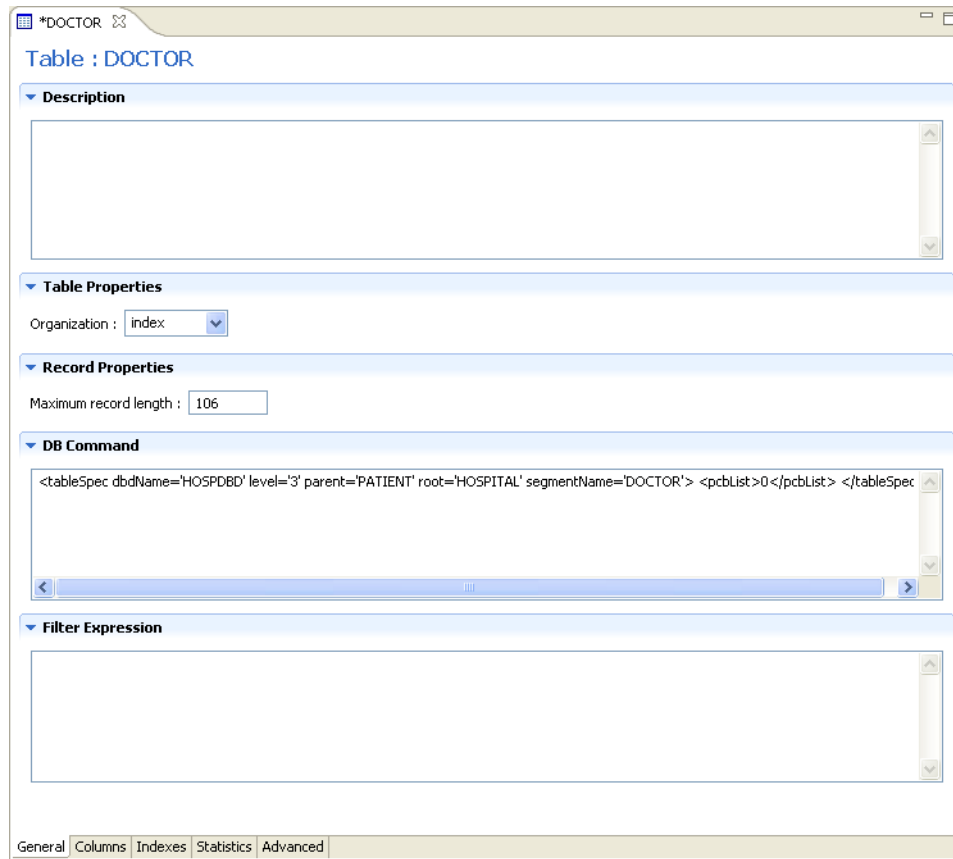 *DOCTOR
Table : DOCTOR
Description
Table Properties
Organization : index
Record Properties
Maximum record length : 106
DB Command
<tableSpec dbdName='HOSPDBD' level='3' parent='PATIENT' root='HOSPITAL' segmentName='DOCTOR'> <pcbList>0</pcbList> </tableSpec
Filter Expression
General Columns Indexes Statistics Advanced